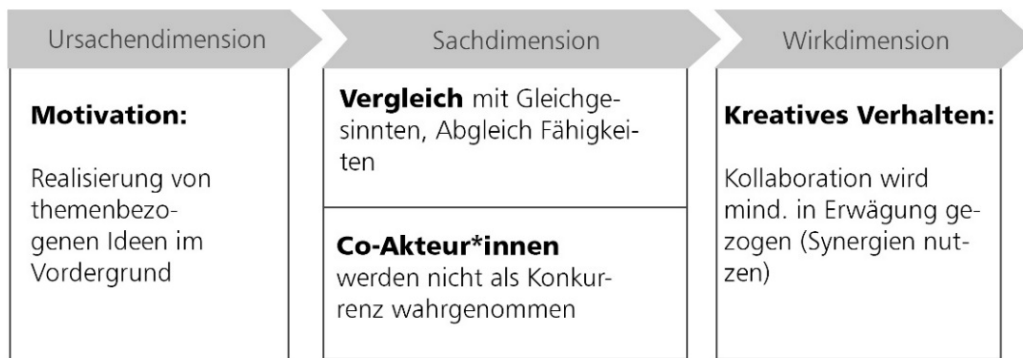 Ursachendimension
Sachdimension
Wirkdimension
Motivation:
Realisierung von
themenbezo-
genen Ideen im
Vordergrund
Vergleich mit Gleichge-
sinnten, Abgleich Fähigkei-
ten
Co-Akteur*innen
werden nicht als Konkur-
renz wahrgenommen
Kreatives Verhalten:
Kollaboration wird
mind. in Erwägung ge-
zogen (Synergien nut-
zen)